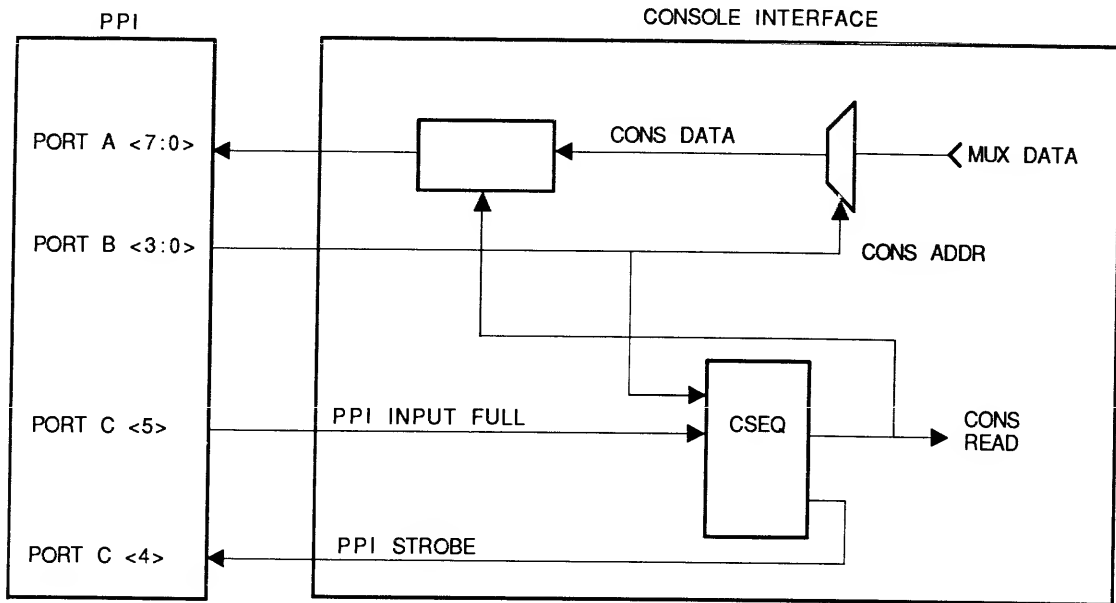 PPI
CONSOLE INTERFACE
PORT A <7:0>
CONS DATA
MUX DATA
PORT B <3:0>
CONS ADDR
PORT C <5>
PPI INPUT FULL
CSEQ
CONS
READ
PORT C <4>
PPI STROBE